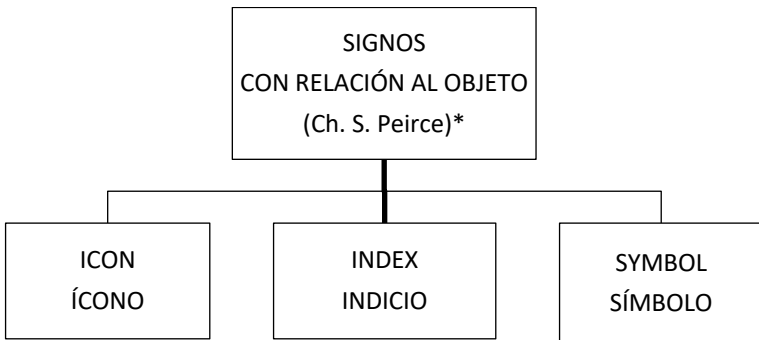 SIGNOS
CON RELACIÓN AL OBJETO
(Ch. S. Peirce)*
ICON
ÍCONO
INDEX
INDICIO
SYMBOL
SÍMBOLO